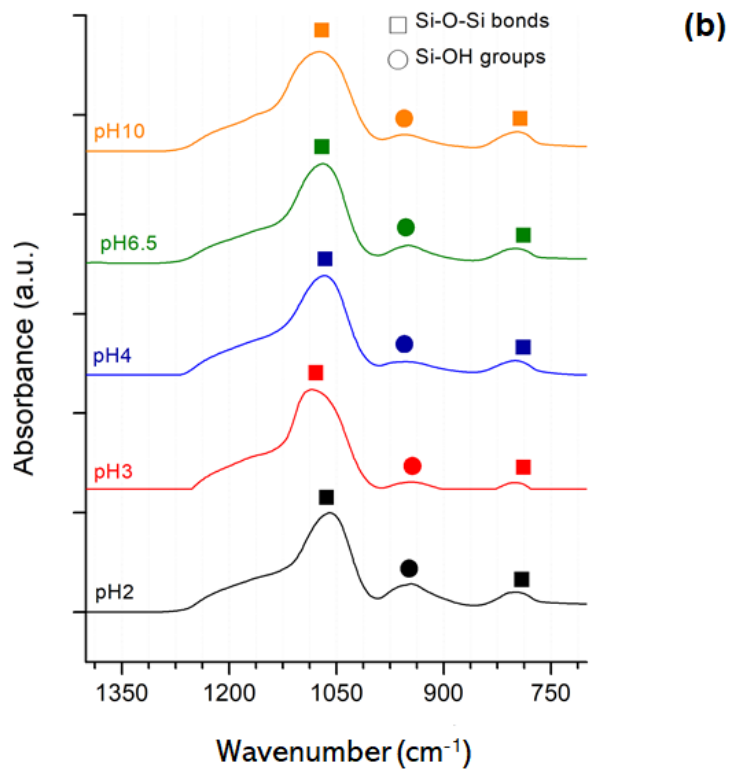 (b)
Si-O-Si bonds
Si-OH groups
pH10
pH6.5
pH4
pH3
pH2
Absorbance (a.u.)
1350 1200 1050 900 750
Wavenumber (cm⁻¹)